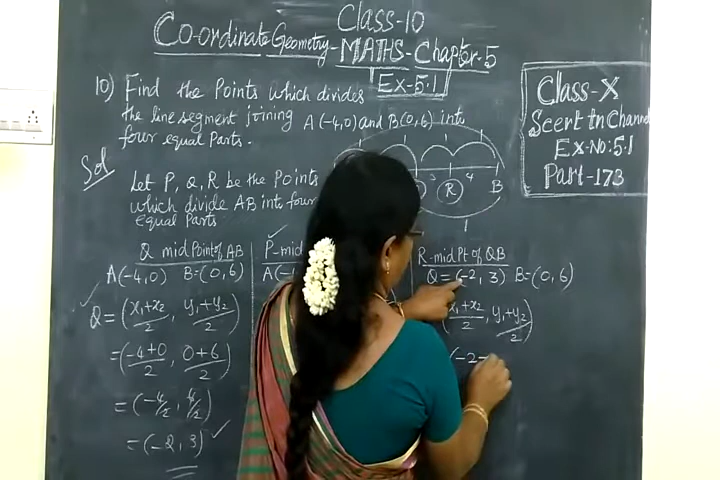 Class-10
Co-ordinate Geometry-MATHS-Chapter-5
Ex-5.1
10) Find the Points which divides
the line segment joining A(-4,0) and B(0,6) into
four equal Parts.
Class-X
Scert tn Channel
Ex-No:5.1
Part-173
Sol
Let P, Q, R be the Points
which divide AB into four
Equal Parts
3 4
R B
Q mid Point of AB
A(-4,0) B=(0,6)
Q = (x₁+x₂/2, y₁+y₂/2)
= (-4+0/2, 0+6/2)
= (-4/2, 6/2)
= (-2, 3)
P-mid
R-midPt of QB
Q = (-2, 3) B=(0,6)
x₁+x₂/2, y₁+y₂/2)
(-2